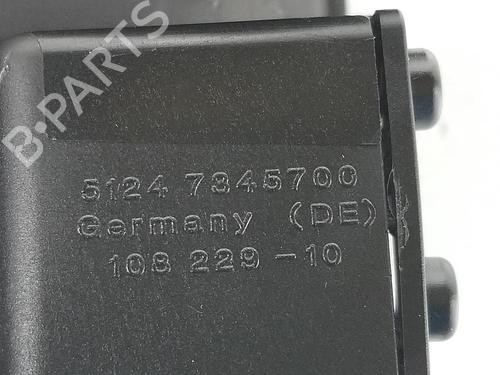 B-PARTS
5124 7345700
Germany (DE)
108 229 -10